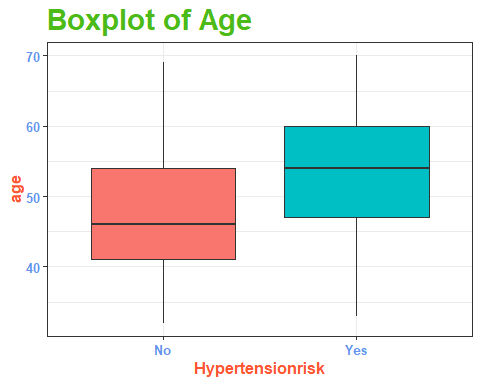 Boxplot of Age
70
60
50
40
age
No Yes
Hypertensionrisk